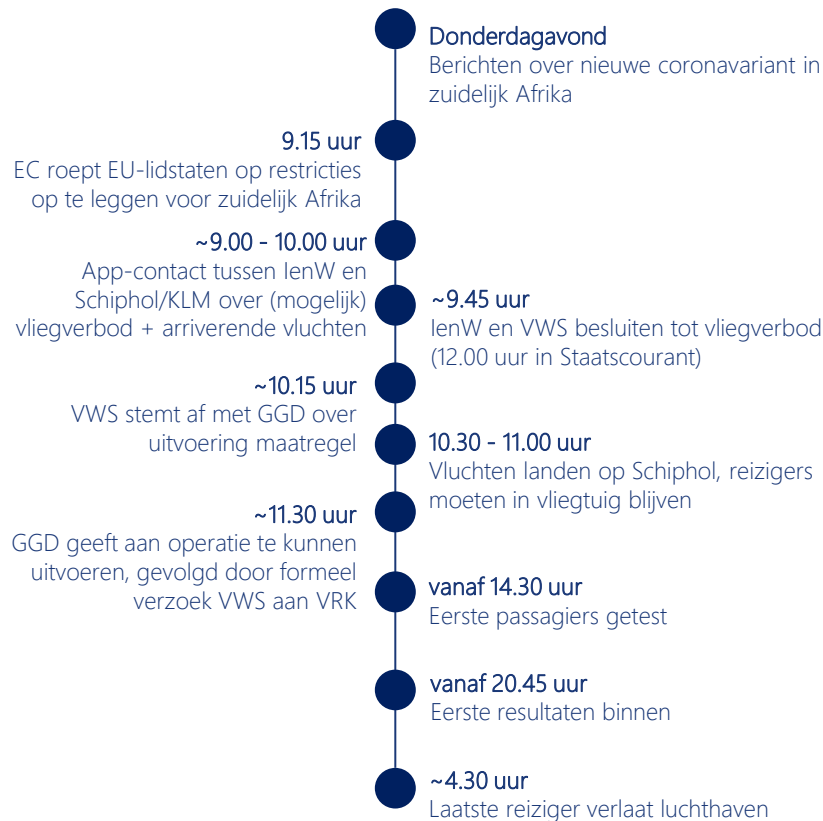 Donderdagavond
Berichten over nieuwe coronavariant in
zuidelijk Afrika
9.15 uur
EC roept EU-lidstaten op restricties
op te leggen voor zuidelijk Afrika
~9.00 - 10.00 uur
App-contact tussen IenW en
Schiphol/KLM over (mogelijk)
vliegverbod + arriverende vluchten
~9.45 uur
IenW en VWS besluiten tot vliegverbod
(12.00 uur in Staatscourant)
~10.15 uur
VWS stemt af met GGD over
uitvoering maatregel
10.30 - 11.00 uur
Vluchten landen op Schiphol, reizigers
moeten in vliegtuig blijven
~11.30 uur
GGD geeft aan operatie te kunnen
uitvoeren, gevolgd door formeel
verzoek VWS aan VRK
vanaf 14.30 uur
Eerste passagiers getest
vanaf 20.45 uur
Eerste resultaten binnen
~4.30 uur
Laatste reiziger verlaat luchthaven